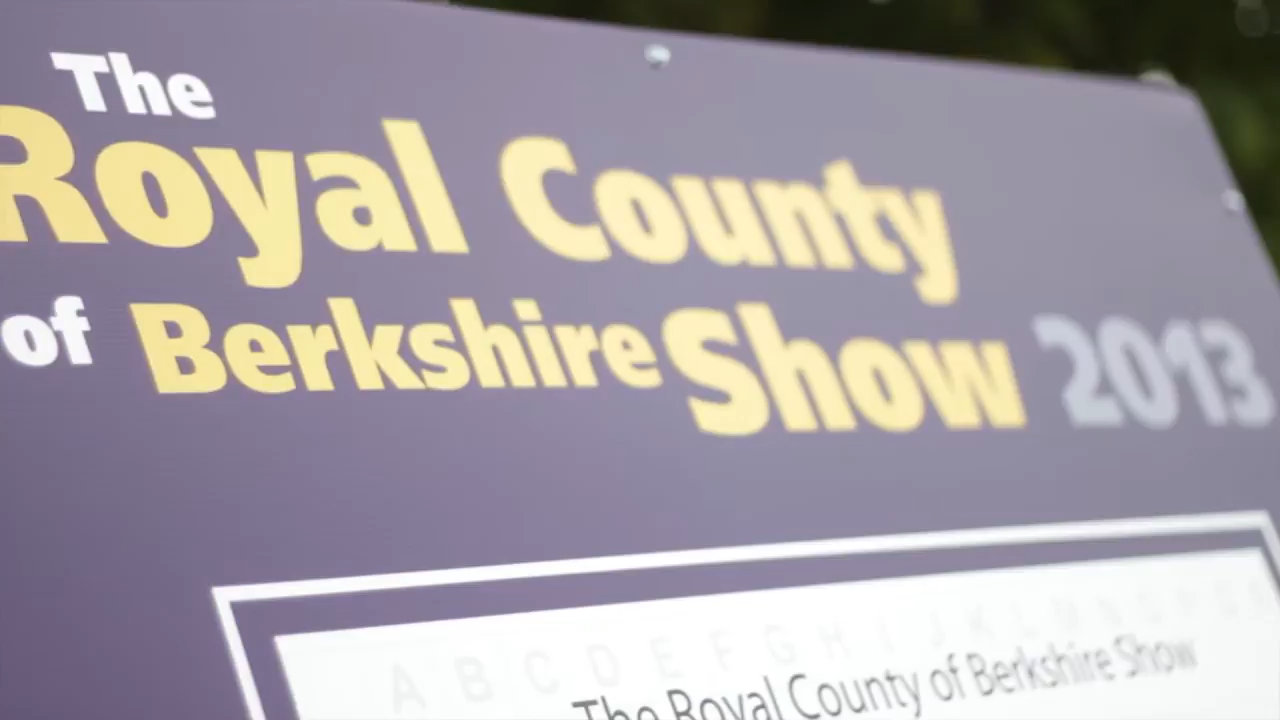 The
Royal County
of Berkshire Show 2013
A B C D E F G H I J K L M N O P Q R
The Royal County of Berkshire Show